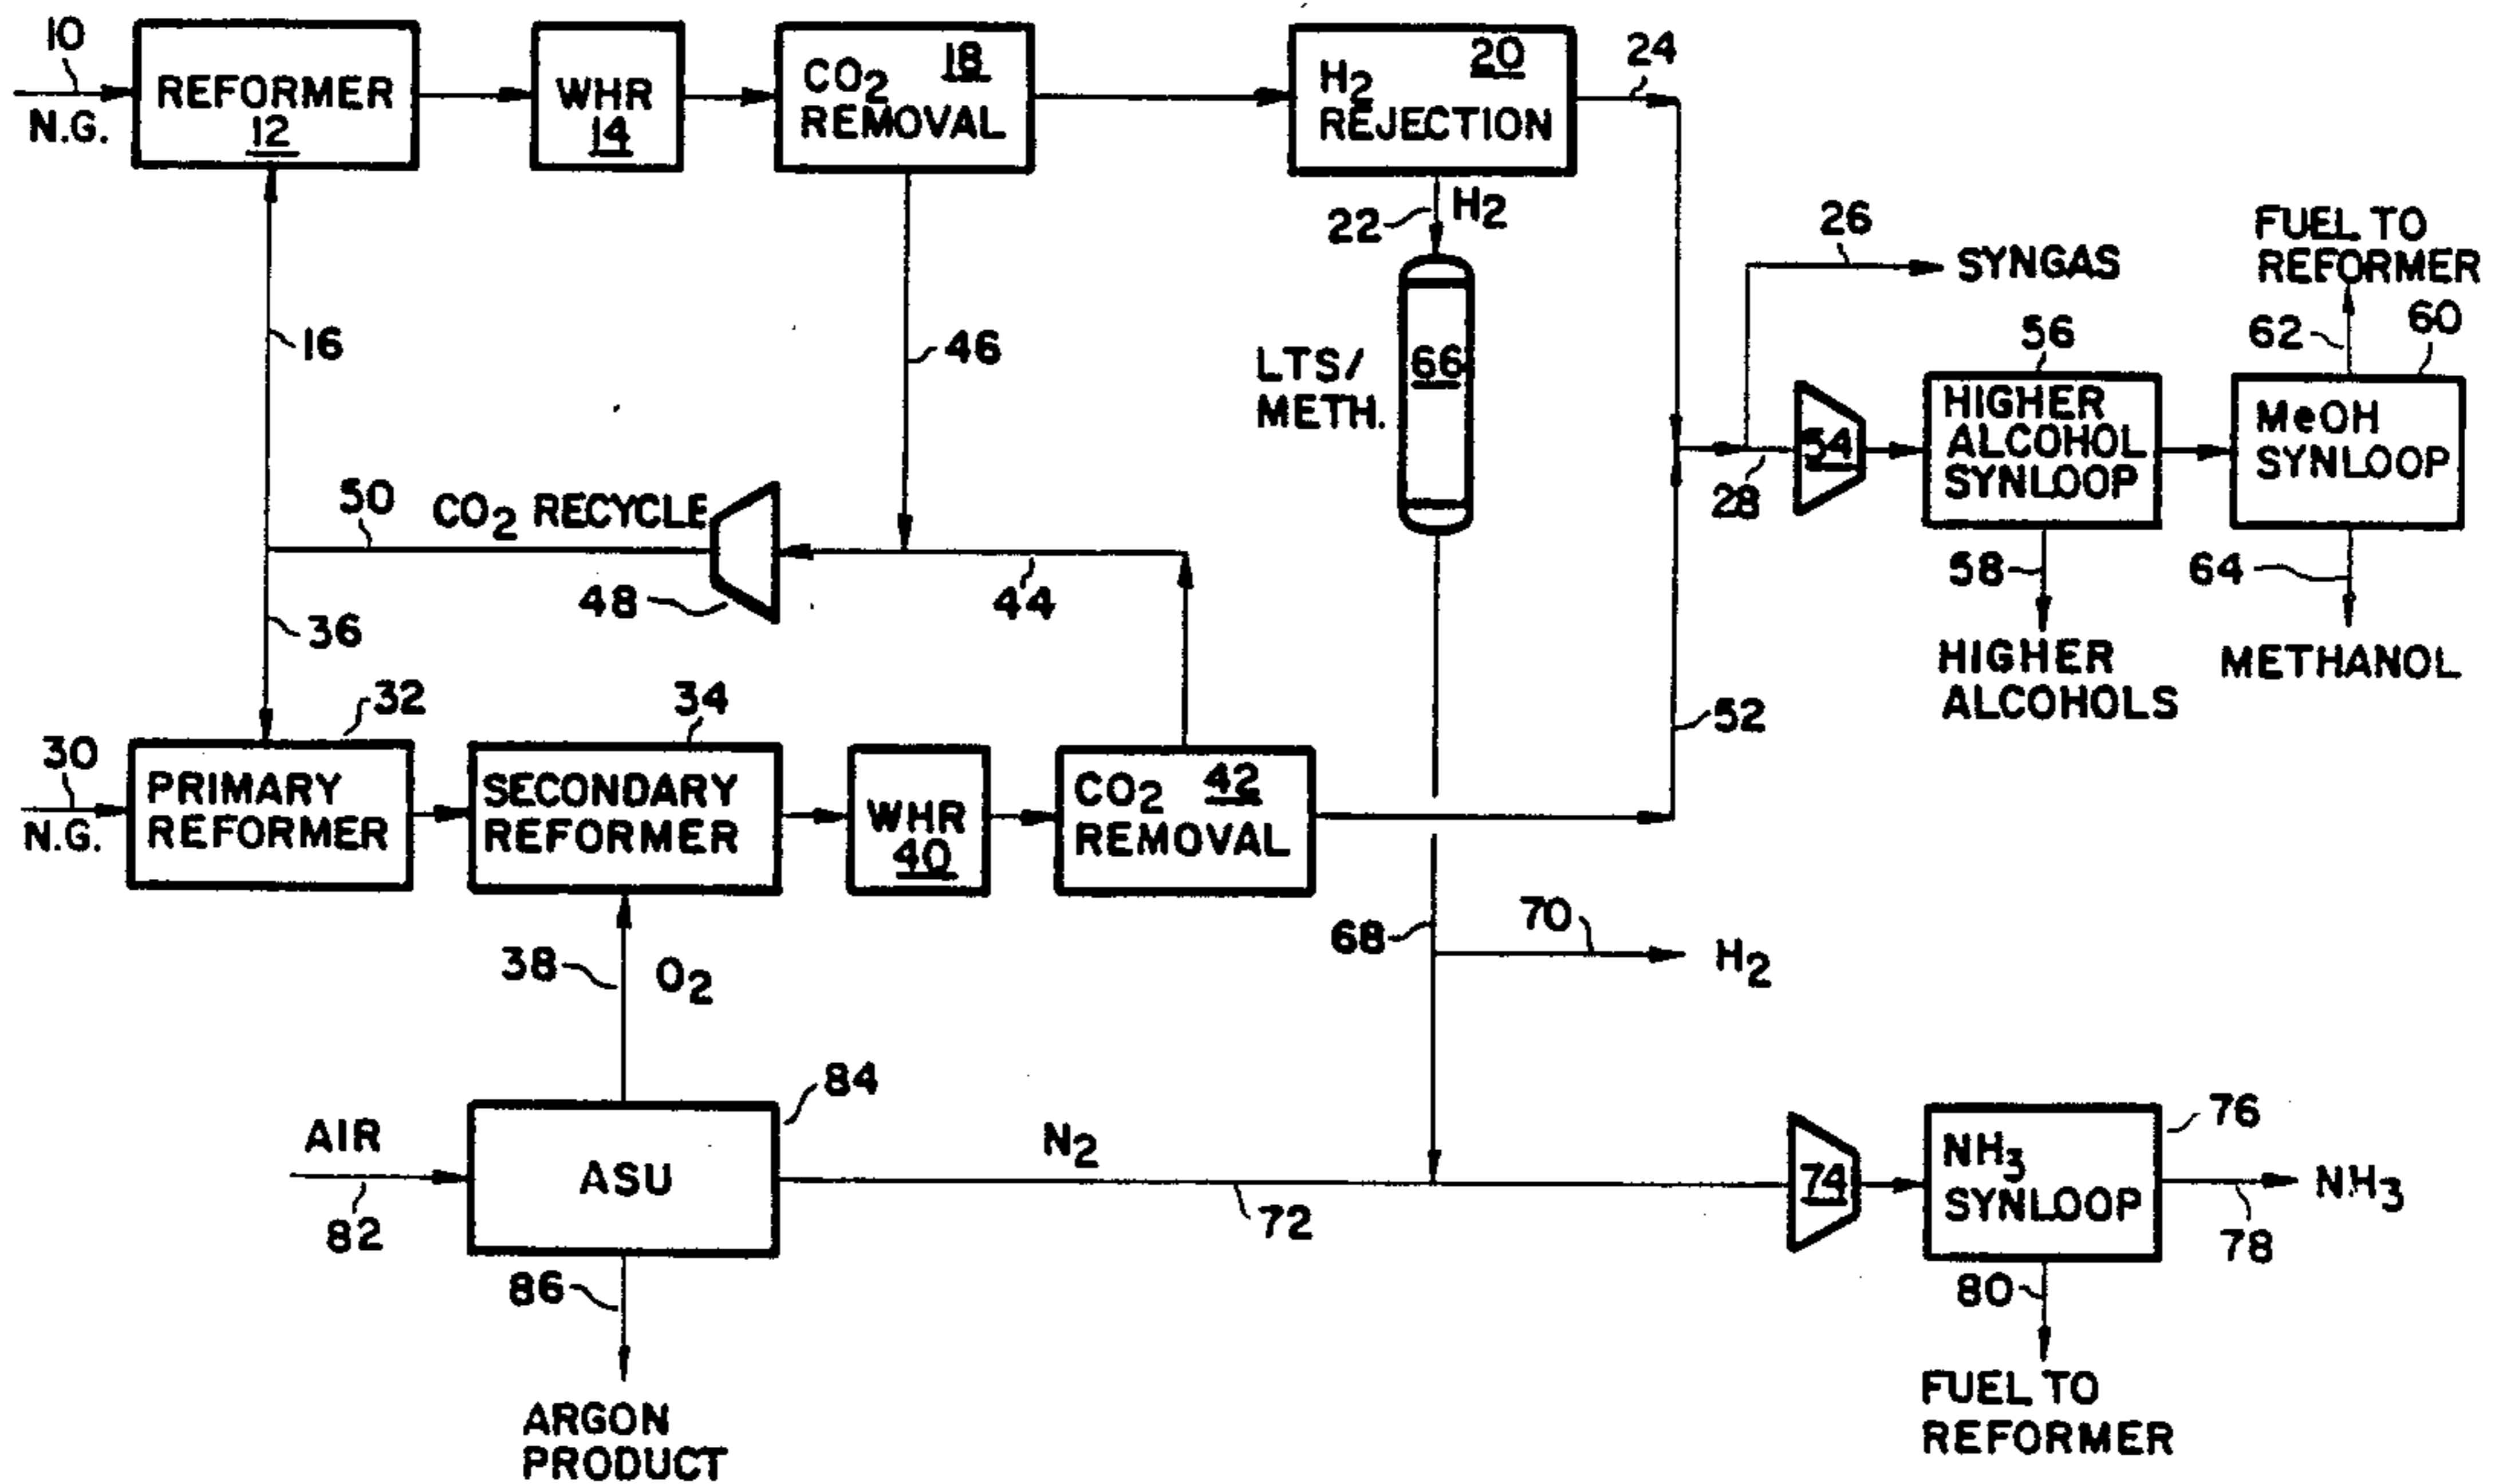 10
N.G.
REFORMER
12
WHR
14
CO2
18
REMOVAL
H2
20
REJECTION
24
22
H2
26
SYNGAS
FUEL TO
REFORMER
62
60
16
46
LTS/
METH.
66
56
54
28
HIGHER
ALCOHOL
SYNLOOP
MeOH
SYNLOOP
50
CO2 RECYCLE
48
44
58
64
HIGHER
ALCOHOLS
METHANOL
36
32
34
52
30
N.G.
PRIMARY
REFORMER
SECONDARY
REFORMER
WHR
40
CO2
42
REMOVAL
38
O2
68
70
H2
84
AIR
82
ASU
N2
72
74
NH3
SYNLOOP
76
NH3
78
86
80
ARGON
PRODUCT
FUEL TO
REFORMER